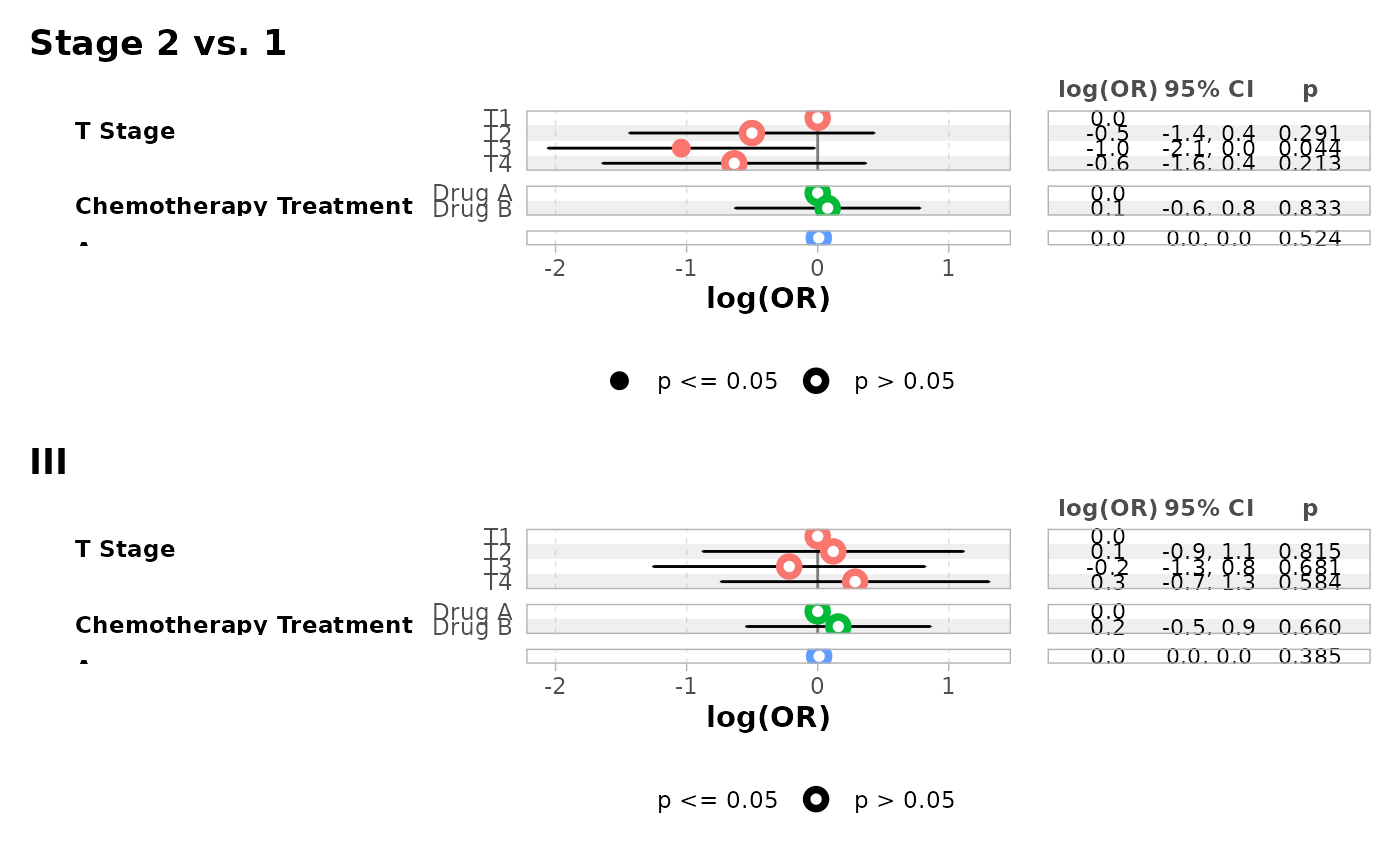 Stage 2 vs. 1
log(OR) 95% CI p
T Stage
T1 0.0
T2 -0.5 -1.4, 0.4 0.291
T3 -1.0 -2.1, 0.0 0.044
T4 -0.6 -1.6, 0.4 0.213
Chemotherapy Treatment
Drug A 0.0
Drug B 0.1 -0.6, 0.8 0.833
0.0 0.0, 0.0 0.524
-2 -1 0 1
log(OR)
p <= 0.05 p > 0.05
III
log(OR) 95% CI p
T Stage
T1 0.0
T2 0.1 -0.9, 1.1 0.815
T3 -0.2 -1.3, 0.8 0.681
T4 0.3 -0.7, 1.3 0.584
Chemotherapy Treatment
Drug A 0.0
Drug B 0.2 -0.5, 0.9 0.660
0.0 0.0, 0.0 0.385
-2 -1 0 1
log(OR)
p <= 0.05 p > 0.05